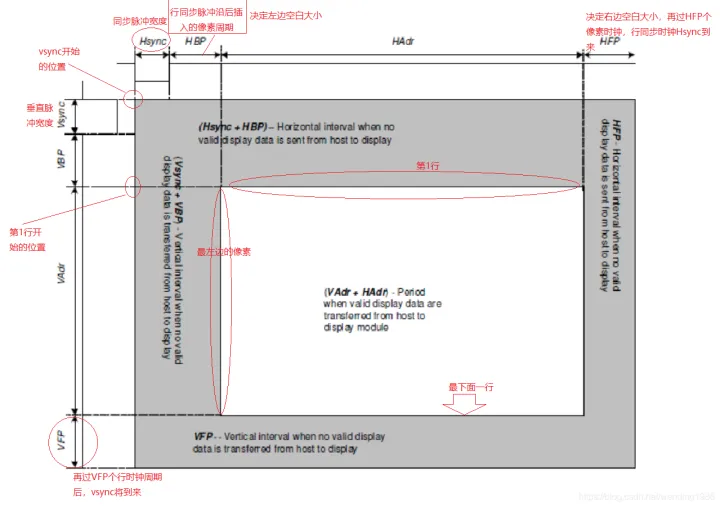 同步脉冲宽度
行同步脉冲沿后插
入的像素周期
决定左边空白大小
决定右边空白大小，再过HFP个
像素时钟，行同步时钟Hsync到
来
Hsync
HBP
HAdr
HFP
vsync开始
的位置
垂直脉
冲宽度
Vsync
VBP
VAdr
VFP
(Hsync + HBP) – Horizontal interval when no
valid display data is sent from host to display
(Vsync + VBP) - Vertical interval when no valid
display data is transferred from host to display
HFP - Horizontal interval when no valid
display data is sent from host to display
第1行
第1行开
始的位置
最左边的像素
(VAdr + HAdr) - Period
when valid display data are
transferred from host to
display module
最下面一行
VFP - - Vertical interval when no valid display
data is transferred from host to display
再过VFP个行时钟周期
后，vsync将到来